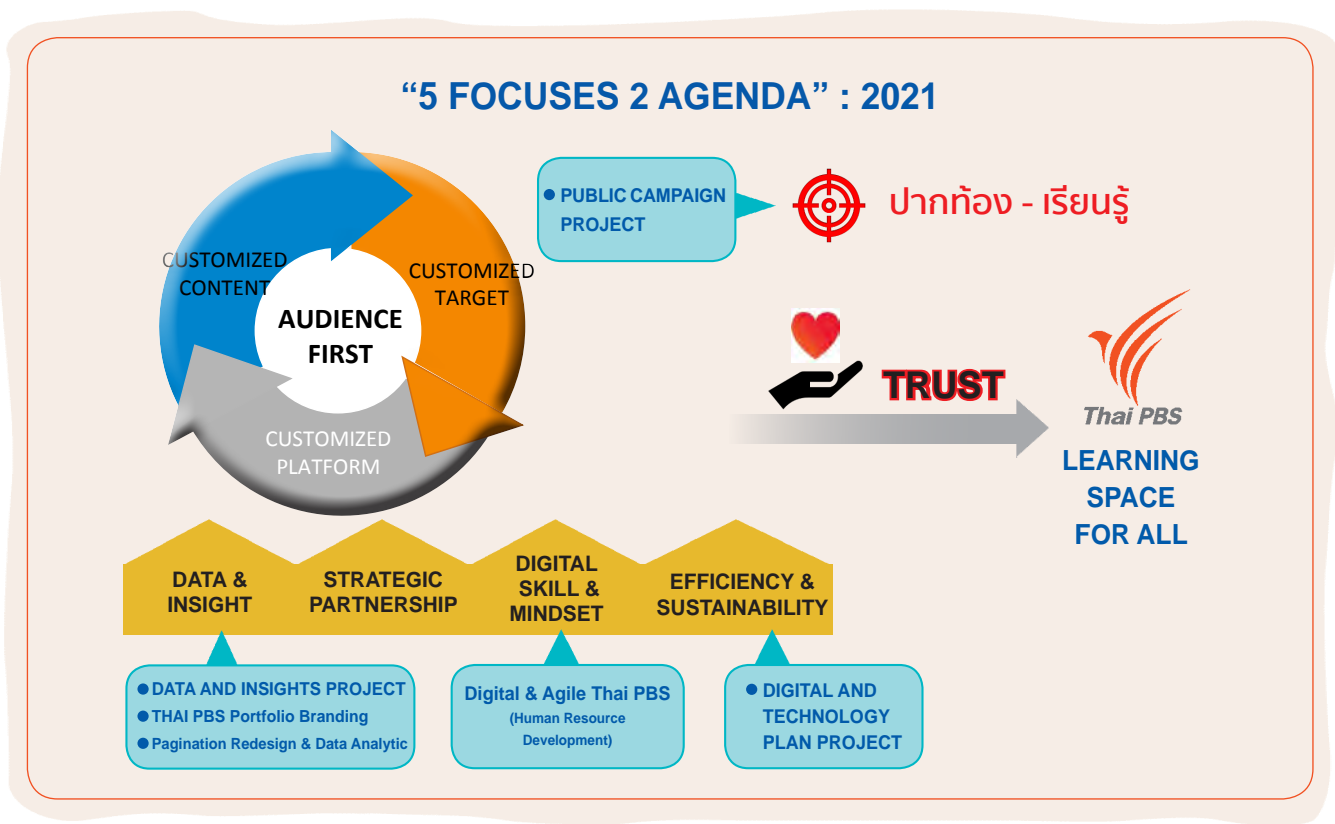 “5 FOCUSES 2 AGENDA” : 2021
CUSTOMIZED
CONTENT
CUSTOMIZED
TARGET
AUDIENCE
FIRST
CUSTOMIZED
PLATFORM
● PUBLIC CAMPAIGN
PROJECT
ปากท้อง - เรียนรู้
TRUST
Thai PBS
LEARNING
SPACE
FOR ALL
DATA &
INSIGHT
STRATEGIC
PARTNERSHIP
DIGITAL
SKILL &
MINDSET
EFFICIENCY &
SUSTAINABILITY
● DATA AND INSIGHTS PROJECT
● THAI PBS Portfolio Branding
● Pagination Redesign & Data Analytic
Digital & Agile Thai PBS
(Human Resource
Development)
● DIGITAL AND
TECHNOLOGY
PLAN PROJECT